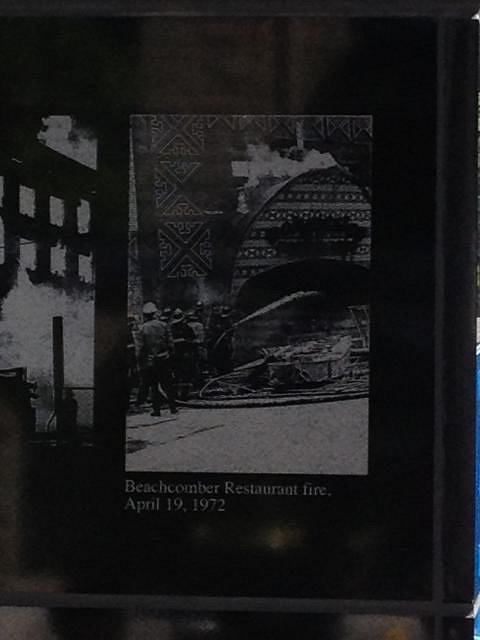 Beachcomber Restaurant fire,
April 19, 1972